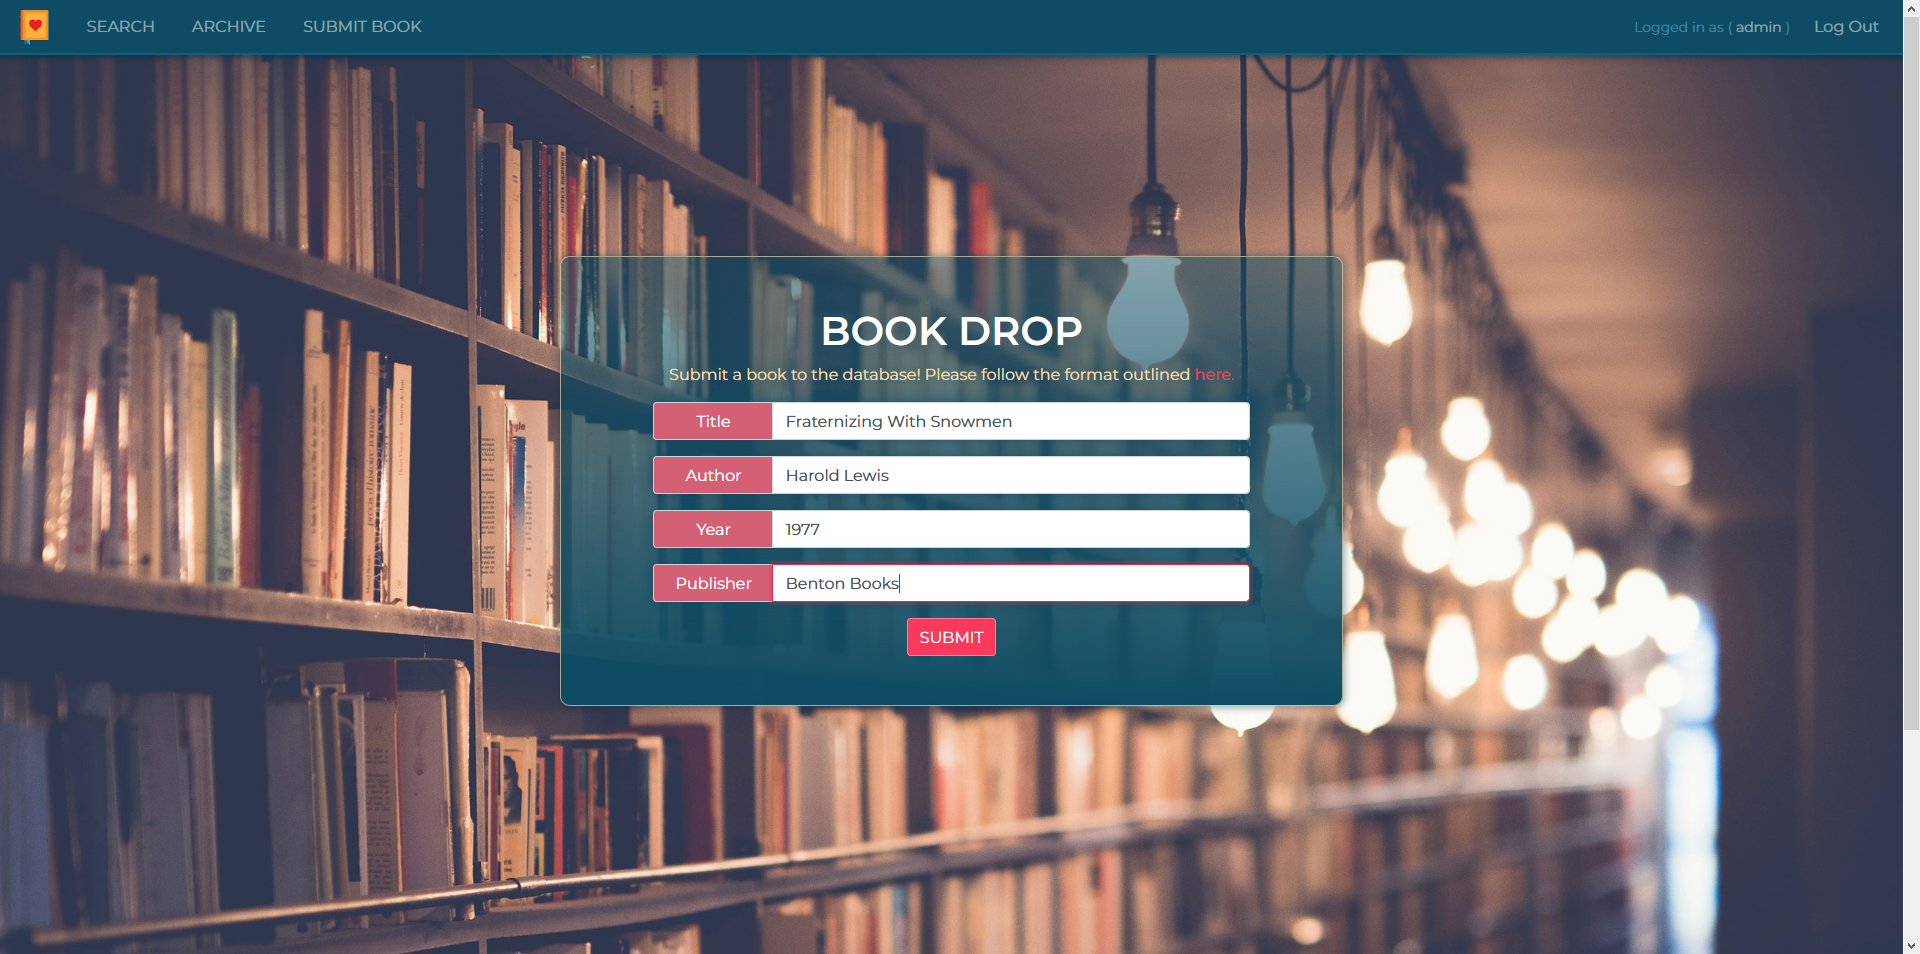 SEARCH ARCHIVE SUBMIT BOOK Logged in as ( admin ) Log Out
BOOK DROP
Submit a book to the database! Please follow the format outlined here.
Title Fraternizing With Snowmen
Author Harold Lewis
Year 1977
Publisher Benton Books
SUBMIT